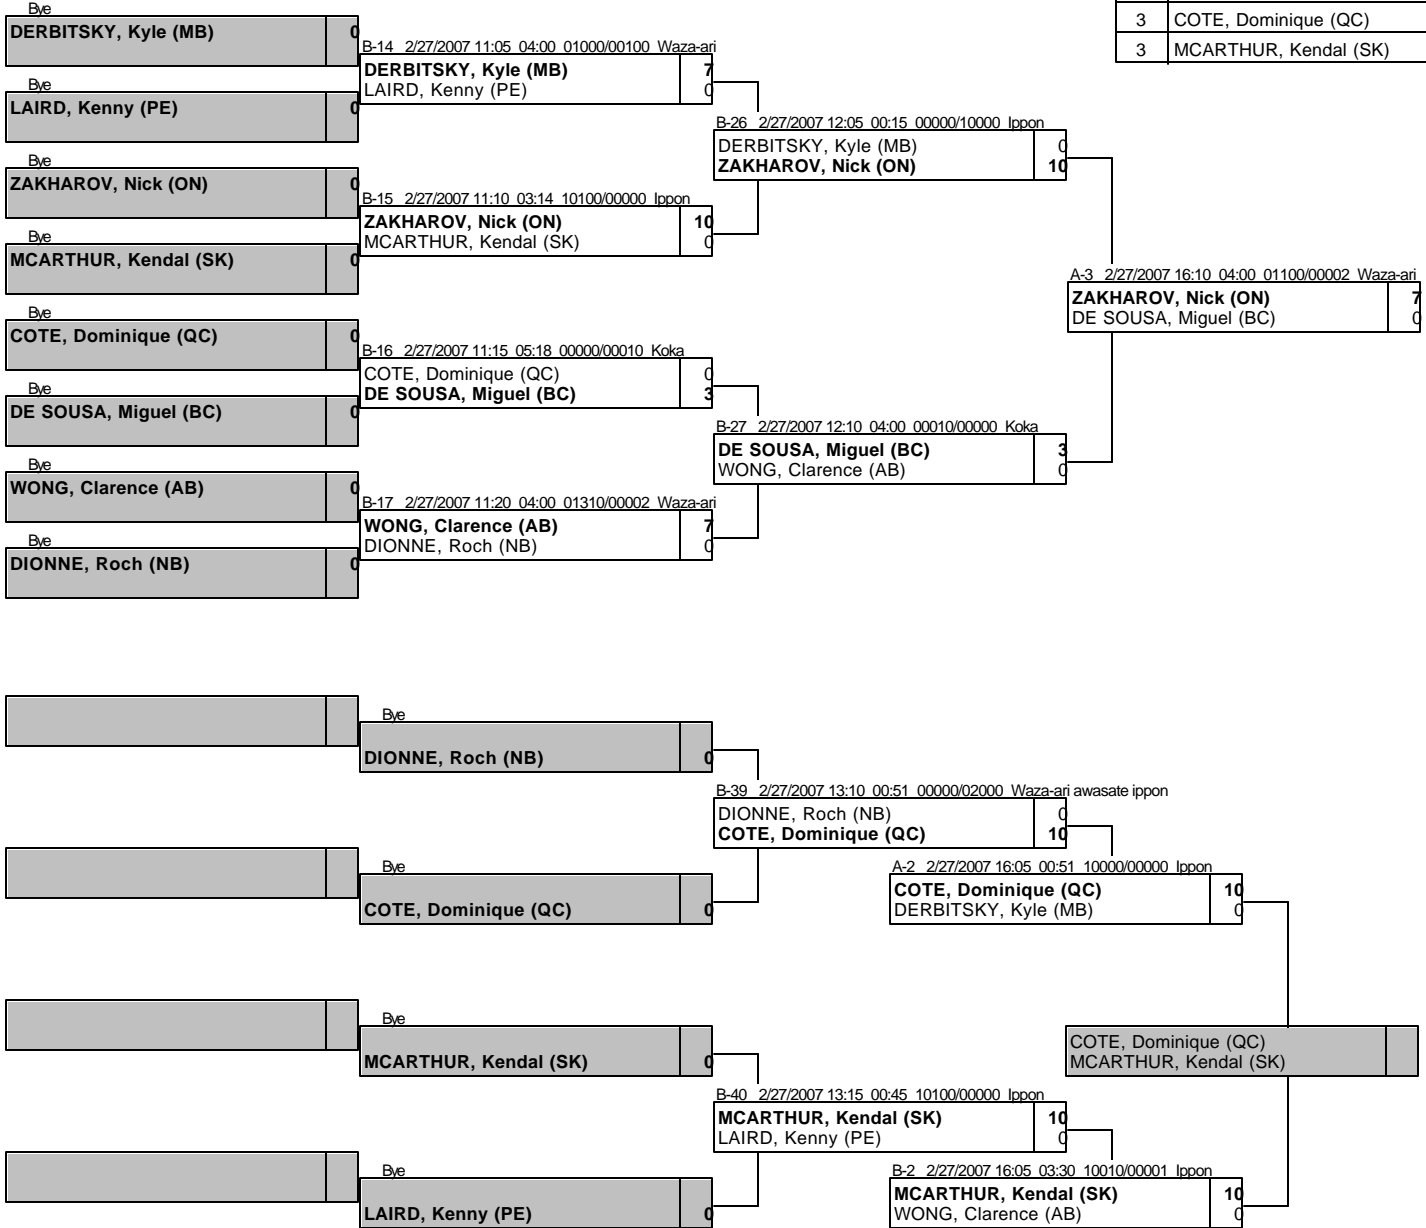 3 COTE, Dominique (QC)
3 MCARTHUR, Kendal (SK)
Bye
DERBITSKY, Kyle (MB) 0
B-14 2/27/2007 11:05 04:00 01000/00100 Waza-ari
DERBITSKY, Kyle (MB) 7
LAIRD, Kenny (PE) 0
Bye
LAIRD, Kenny (PE) 0
B-26 2/27/2007 12:05 00:15 00000/10000 Ippon
DERBITSKY, Kyle (MB) 0
ZAKHAROV, Nick (ON) 10
Bye
ZAKHAROV, Nick (ON) 0
B-15 2/27/2007 11:10 03:14 10100/00000 Ippon
ZAKHAROV, Nick (ON) 10
MCARTHUR, Kendal (SK) 0
Bye
MCARTHUR, Kendal (SK) 0
A-3 2/27/2007 16:10 04:00 01100/00002 Waza-ari
ZAKHAROV, Nick (ON) 7
DE SOUSA, Miguel (BC) 0
Bye
COTE, Dominique (QC) 0
B-16 2/27/2007 11:15 05:18 00000/00010 Koka
COTE, Dominique (QC) 0
DE SOUSA, Miguel (BC) 3
Bye
DE SOUSA, Miguel (BC) 0
B-27 2/27/2007 12:10 04:00 00010/00000 Koka
DE SOUSA, Miguel (BC) 3
WONG, Clarence (AB) 0
Bye
WONG, Clarence (AB) 0
B-17 2/27/2007 11:20 04:00 01310/00002 Waza-ari
WONG, Clarence (AB) 7
DIONNE, Roch (NB) 0
Bye
DIONNE, Roch (NB) 0
Bye
DIONNE, Roch (NB) 0
B-39 2/27/2007 13:10 00:51 00000/02000 Waza-ari awasate ippon
DIONNE, Roch (NB) 0
COTE, Dominique (QC) 10
Bye
COTE, Dominique (QC) 0
A-2 2/27/2007 16:05 00:51 10000/00000 Ippon
COTE, Dominique (QC) 10
DERBITSKY, Kyle (MB) 0
Bye
MCARTHUR, Kendal (SK) 0
COTE, Dominique (QC)
MCARTHUR, Kendal (SK)
B-40 2/27/2007 13:15 00:45 10100/00000 Ippon
MCARTHUR, Kendal (SK) 10
LAIRD, Kenny (PE) 0
Bye
LAIRD, Kenny (PE) 0
B-2 2/27/2007 16:05 03:30 10010/00001 Ippon
MCARTHUR, Kendal (SK) 10
WONG, Clarence (AB) 0